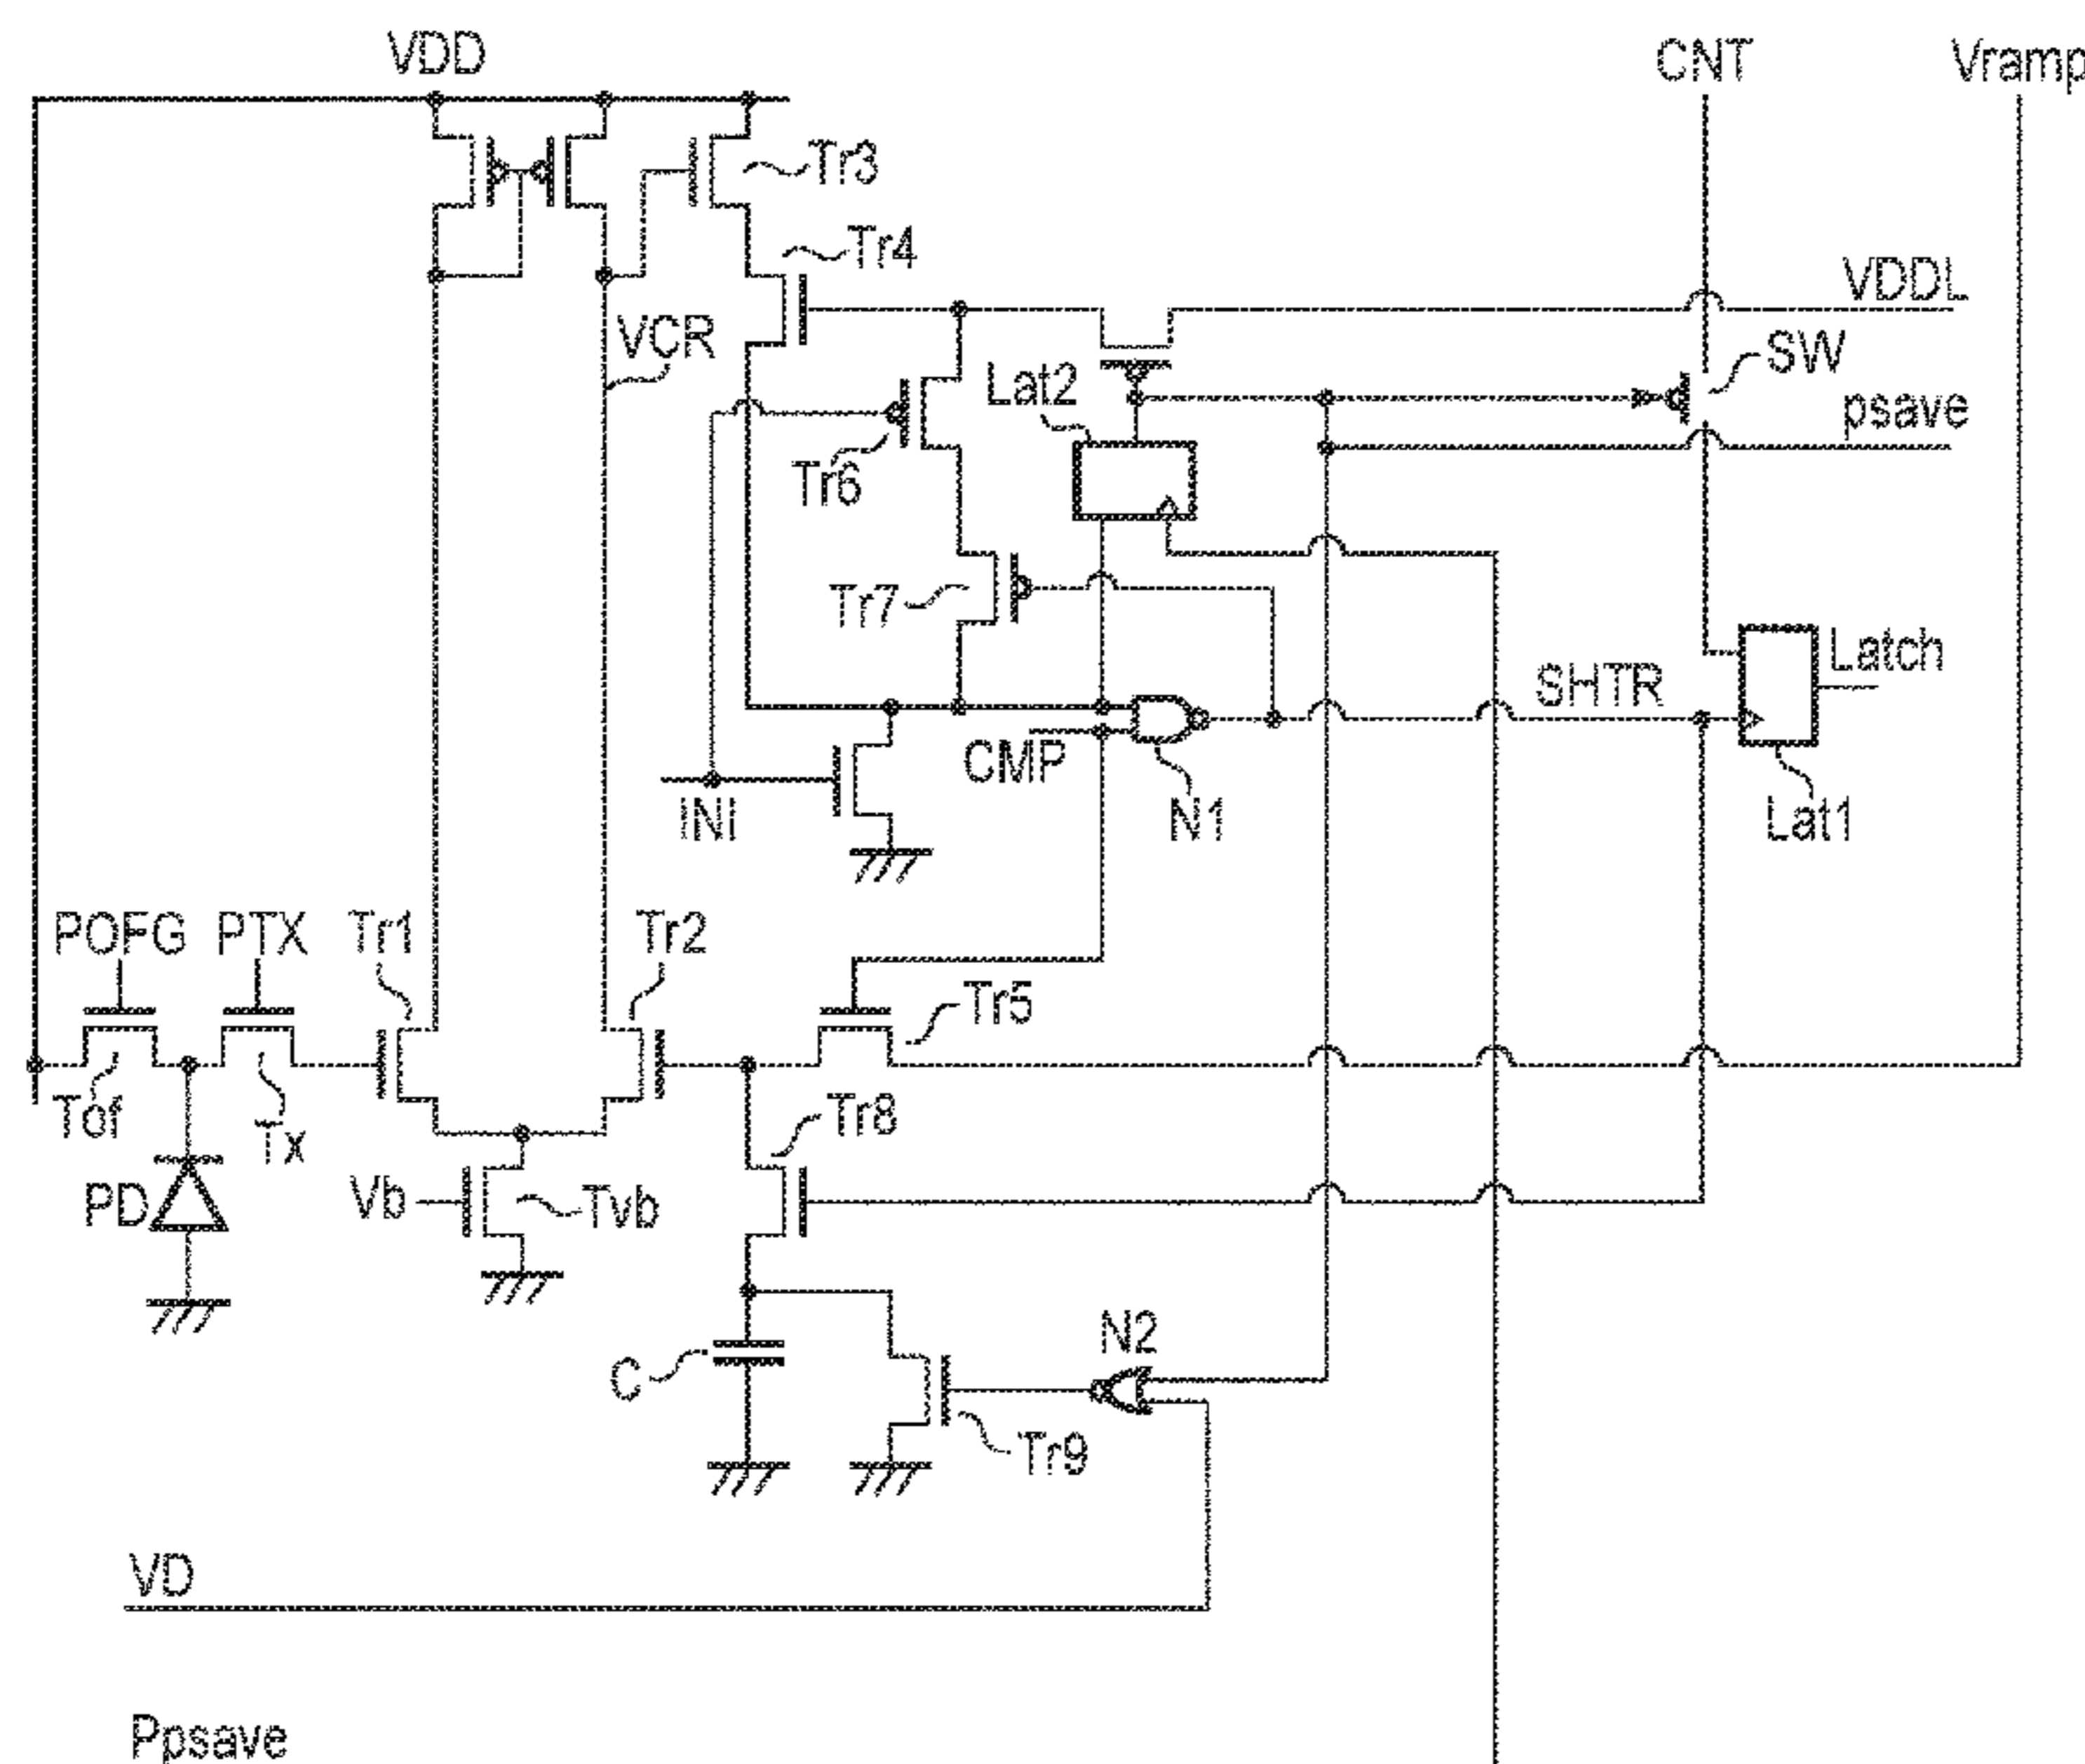 VDD
CNT
Vramp
Tr3
Tr4
VDDL
VCR
SW
Lat2
psave
Tr6
Tr7
Latch
SHTR
CMP
INI
N1
Lat1
POFG
PTX
Tr1
Tr2
Tr5
Tof
Tx
Tr8
PD
Vb
Tvb
N2
C
Tr9
VD
Ppsave